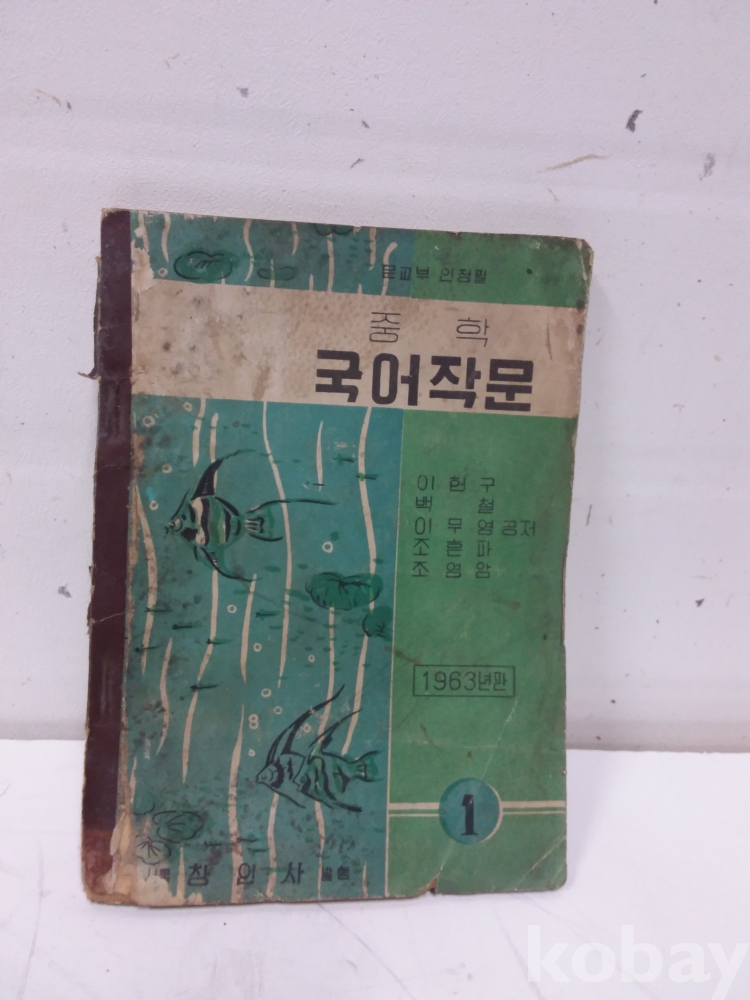 문교부 인정필
중 학
국어작문
이 헌 구
백 철
이 무 영 공저
조 흔 파
조 영 암
1963년판
1
창 인 사 발행
kobay